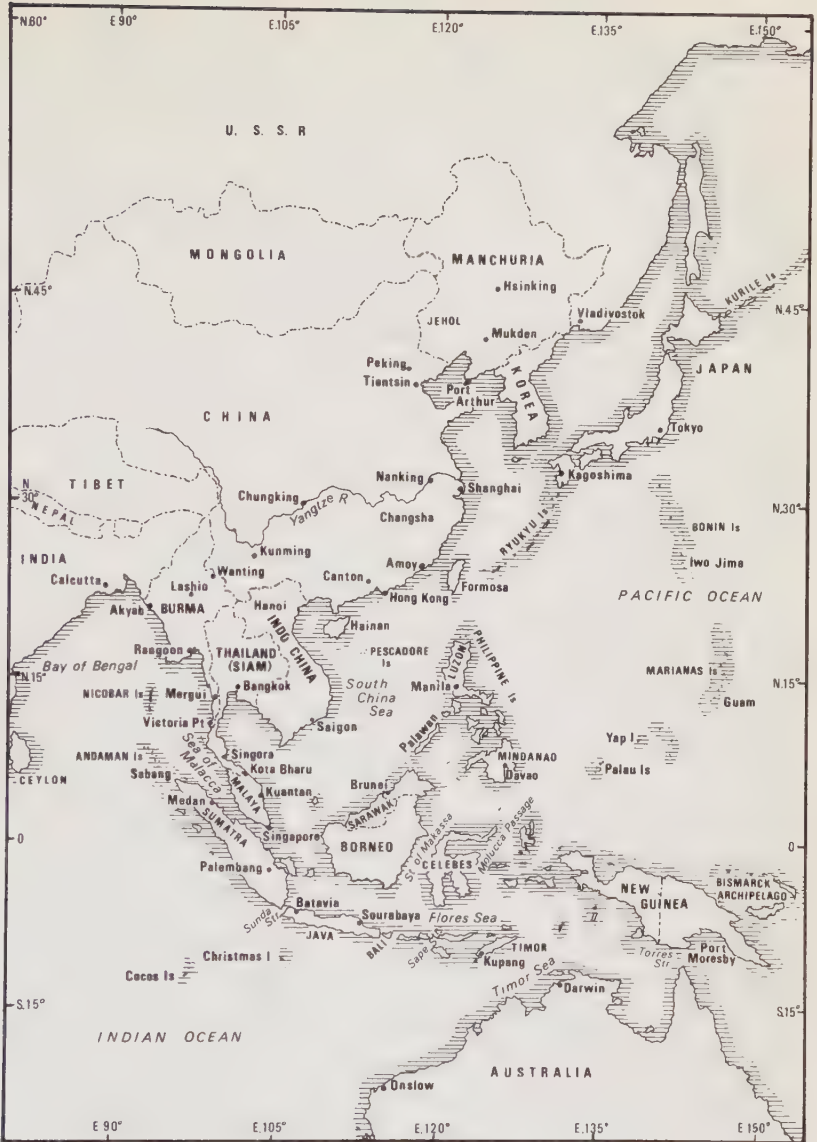 E.90° E.105° E.120° E.135° E.150°
N.60°
U. S. S. R
MONGOLIA
MANCHURIA
Hsinking
N.45°
N.45°
KURILE Is
JEHOL
Vladivostok
Mukden
Peking
Tientsin
Port
Arthur
KOREA
JAPAN
CHINA
Tokyo
TIBET
N
30°
NEPAL
Nanking
Kagoshima
Chungking
Yangtze R
Shanghai
N.30°
Changsha
RYUKYU Is
BONIN Is
INDIA
Kunming
Iwo Jima
Wanting
Amoy
Calcutta
Lashio
Canton
Formosa
PACIFIC OCEAN
Akyab
BURMA
Hanoi
Hong Kong
INDO CHINA
Hainan
Rangoon
THAILAND
(SIAM)
PESCADORE
Is
LUZON
PHILIPPINE Is
Bay of Bengal
MARIANAS Is
N.15°
N.15°
NICOBAR Is
Mergui
Bangkok
South
China
Sea
Manila
Guam
Victoria Pt
Saigon
Palawan
Yap I
ANDAMAN Is
Sea of
Malacca
Singora
MINDANAO
Palau Is
CEYLON
Sabang
Kota Bharu
Davao
Medan
MALAYA
Kuantan
Brunei
SARAWAK
SUMATRA
Singapore
BORNEO
St. of Makassa
CELEBES
Molucca Passage
0
0
Palembang
NEW
GUINEA
BISMARCK
ARCHIPELAGO
Batavia
Sunda
Str.
Sourabaya
Flores Sea
JAVA
BALI
Sape Str.
TIMOR
Port
Moresby
Torres
Str
Christmas I
Kupang
Cocos Is
Timor Sea
Darwin
S.15°
S.15°
INDIAN OCEAN
AUSTRALIA
Onslow
E 90° E.105° E.120° E.135° E 150°